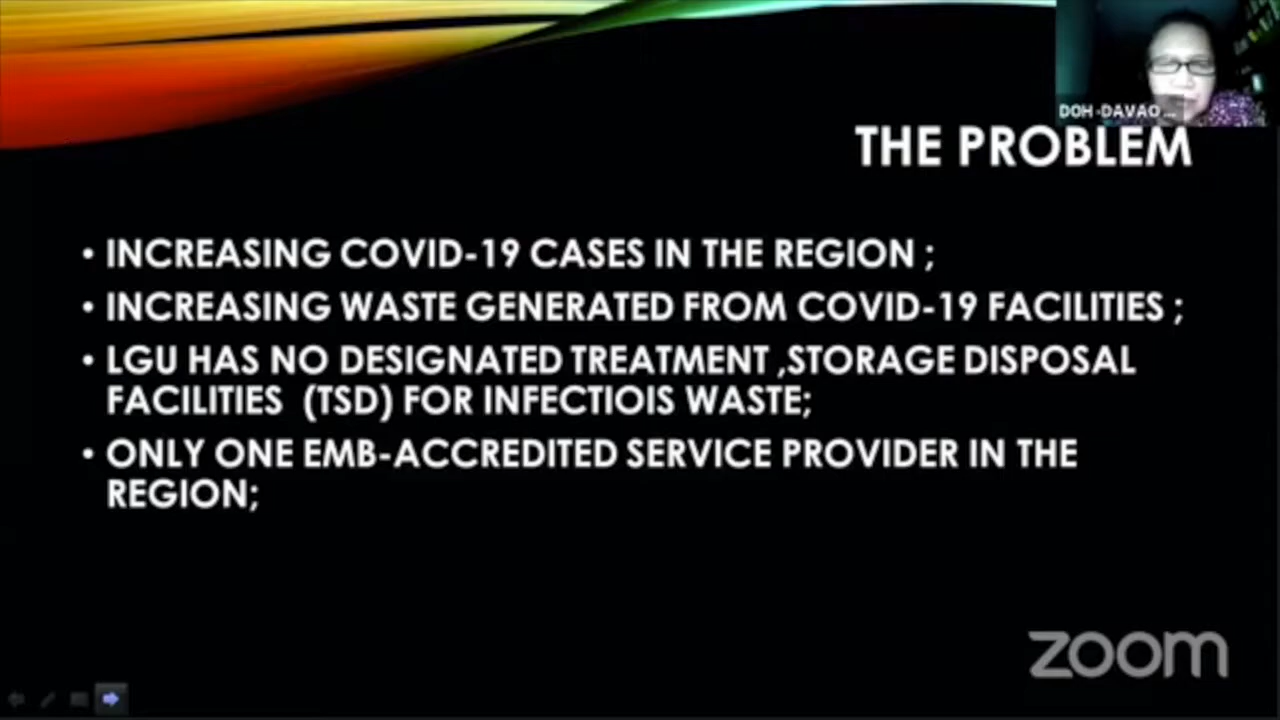 DOH-DAVAO ...
THE PROBLEM
• INCREASING COVID-19 CASES IN THE REGION ;
• INCREASING WASTE GENERATED FROM COVID-19 FACILITIES ;
• LGU HAS NO DESIGNATED TREATMENT ,STORAGE DISPOSAL
FACILITIES (TSD) FOR INFECTIOIS WASTE;
• ONLY ONE EMB-ACCREDITED SERVICE PROVIDER IN THE
REGION;
zoom